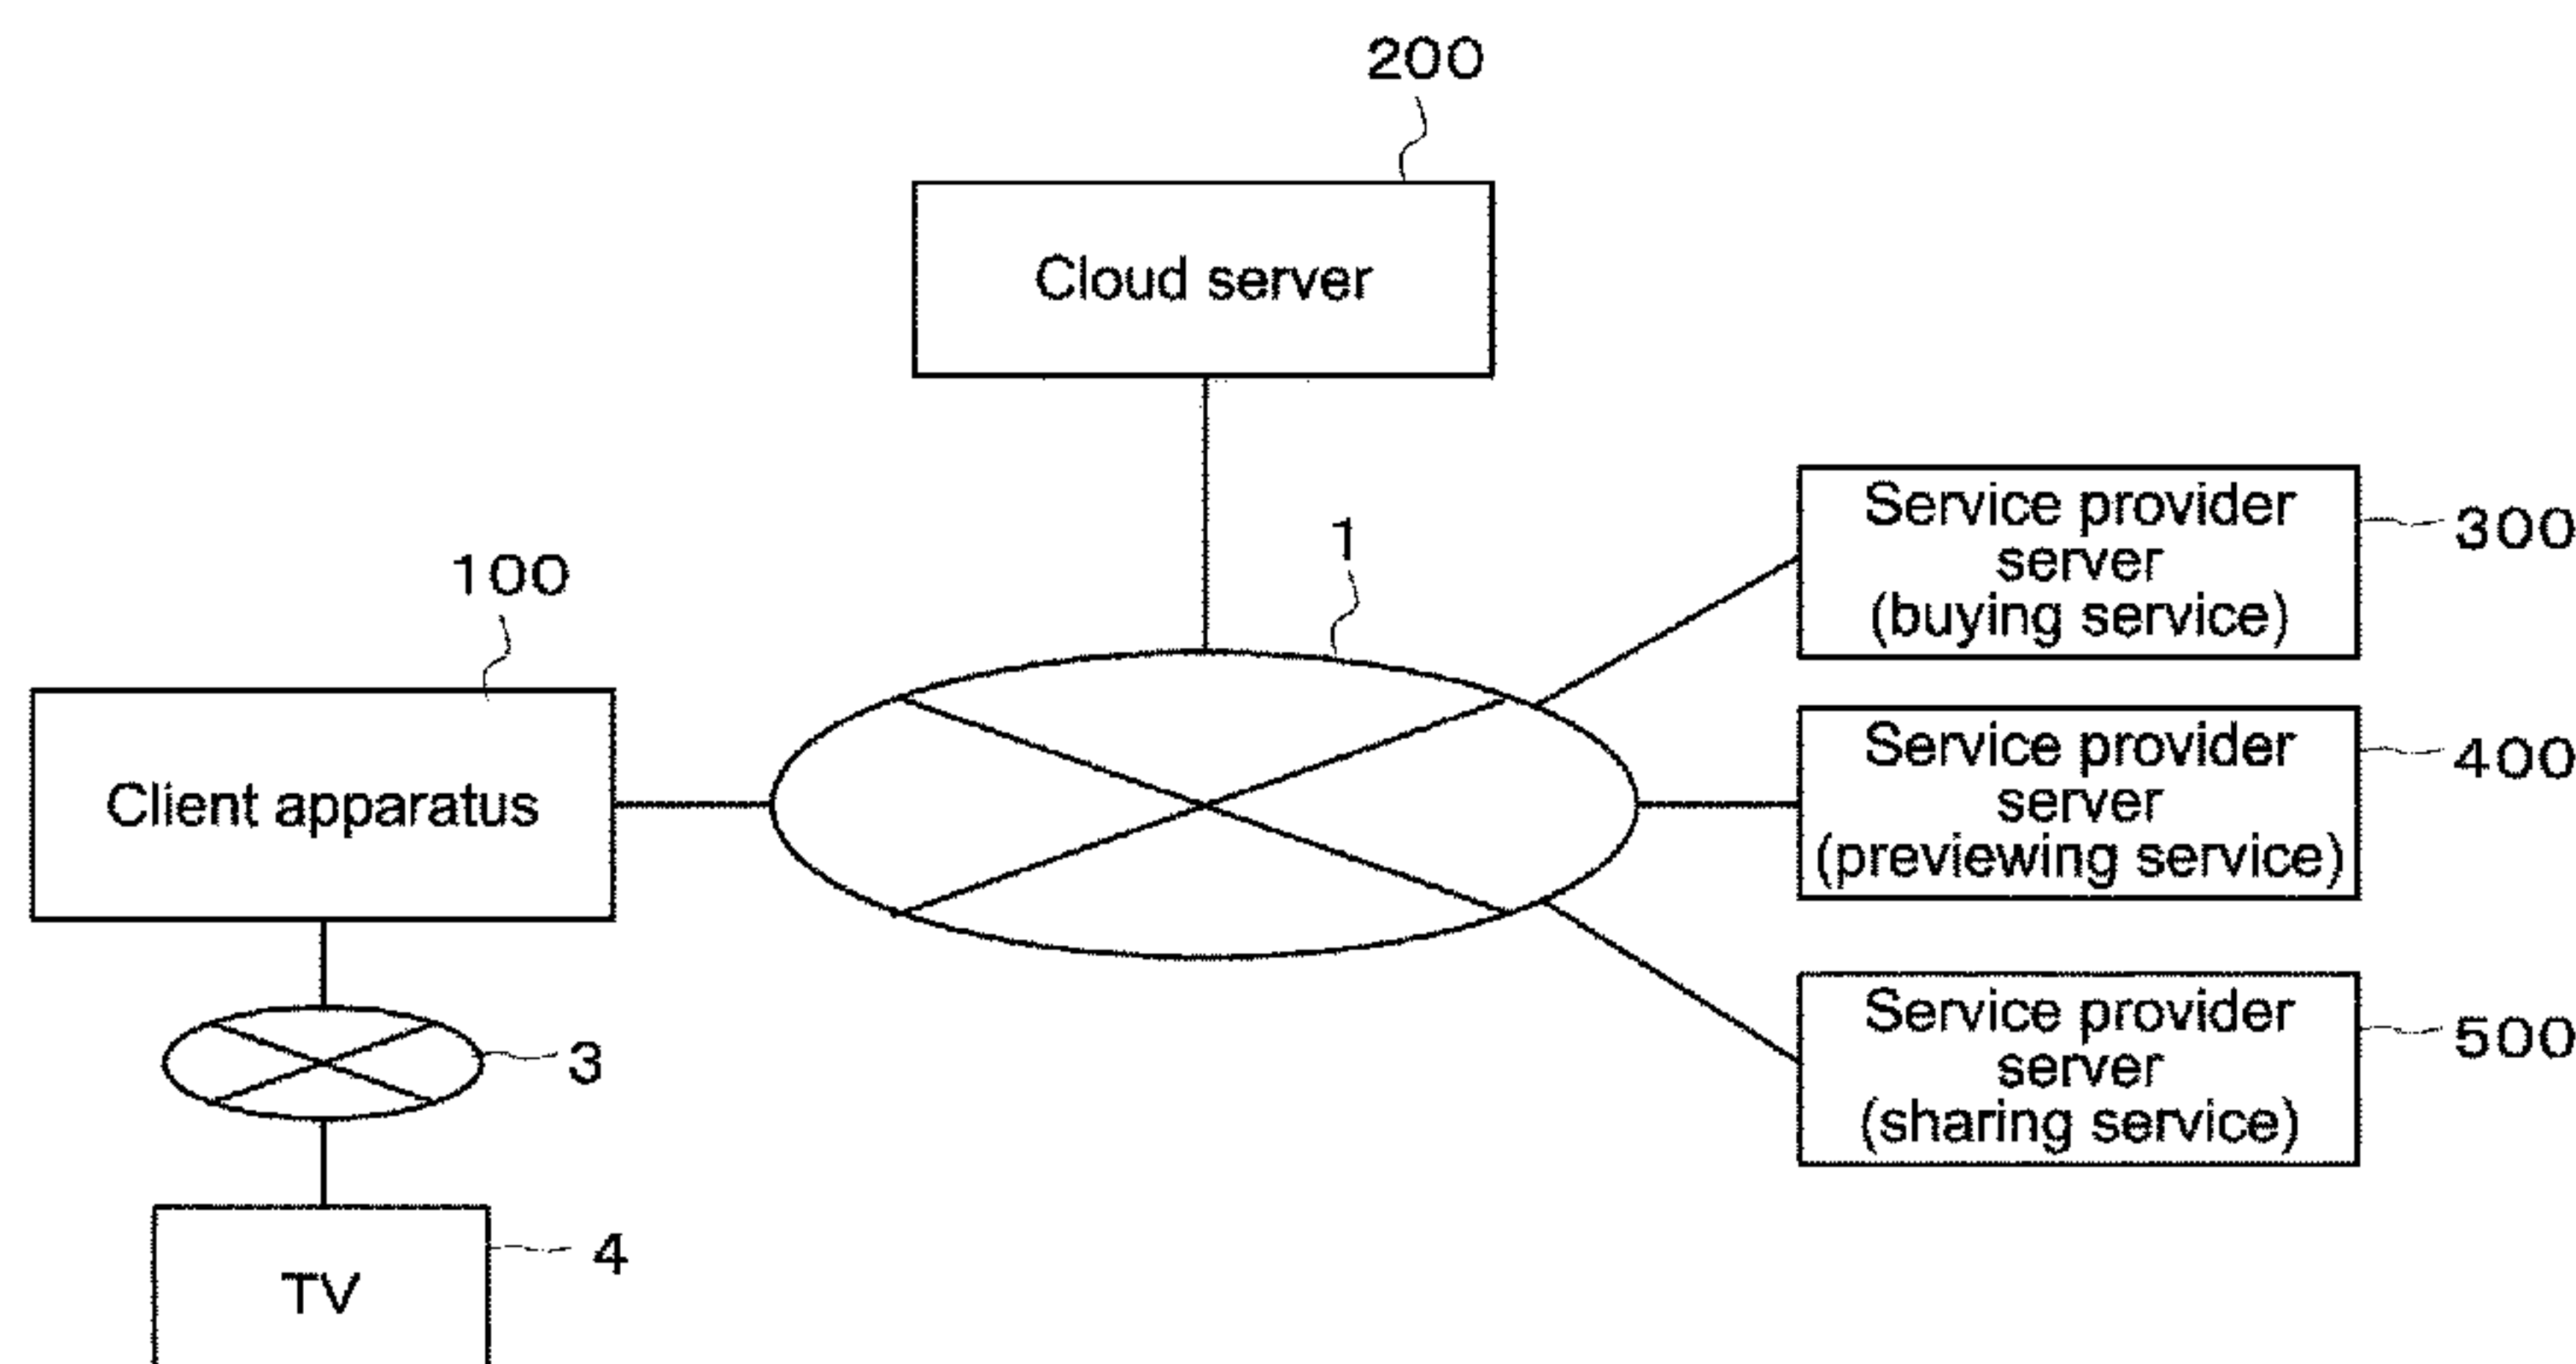 200
Cloud server
1
100
Client apparatus
Service provider
server
(buying service)
300
Service provider
server
(previewing service)
400
Service provider
server
(sharing service)
500
3
TV
4